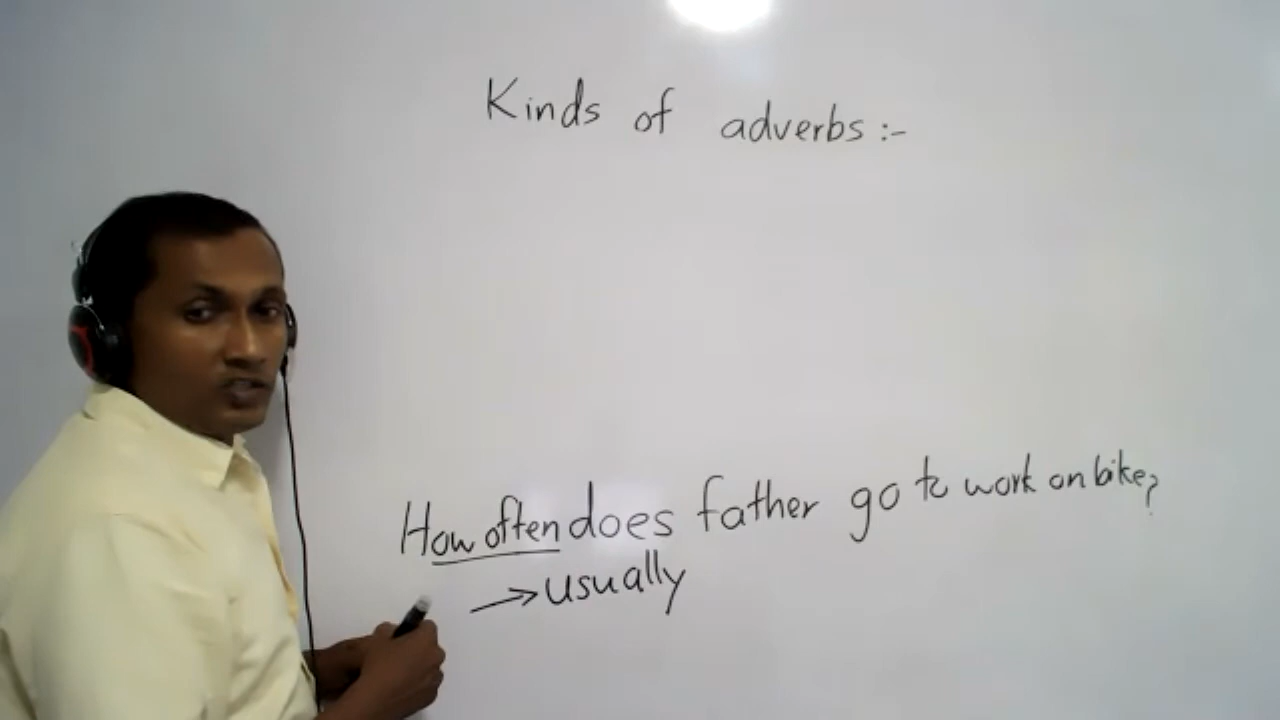 Kinds of adverbs :-
How often does father go to work on bike?
→ usually